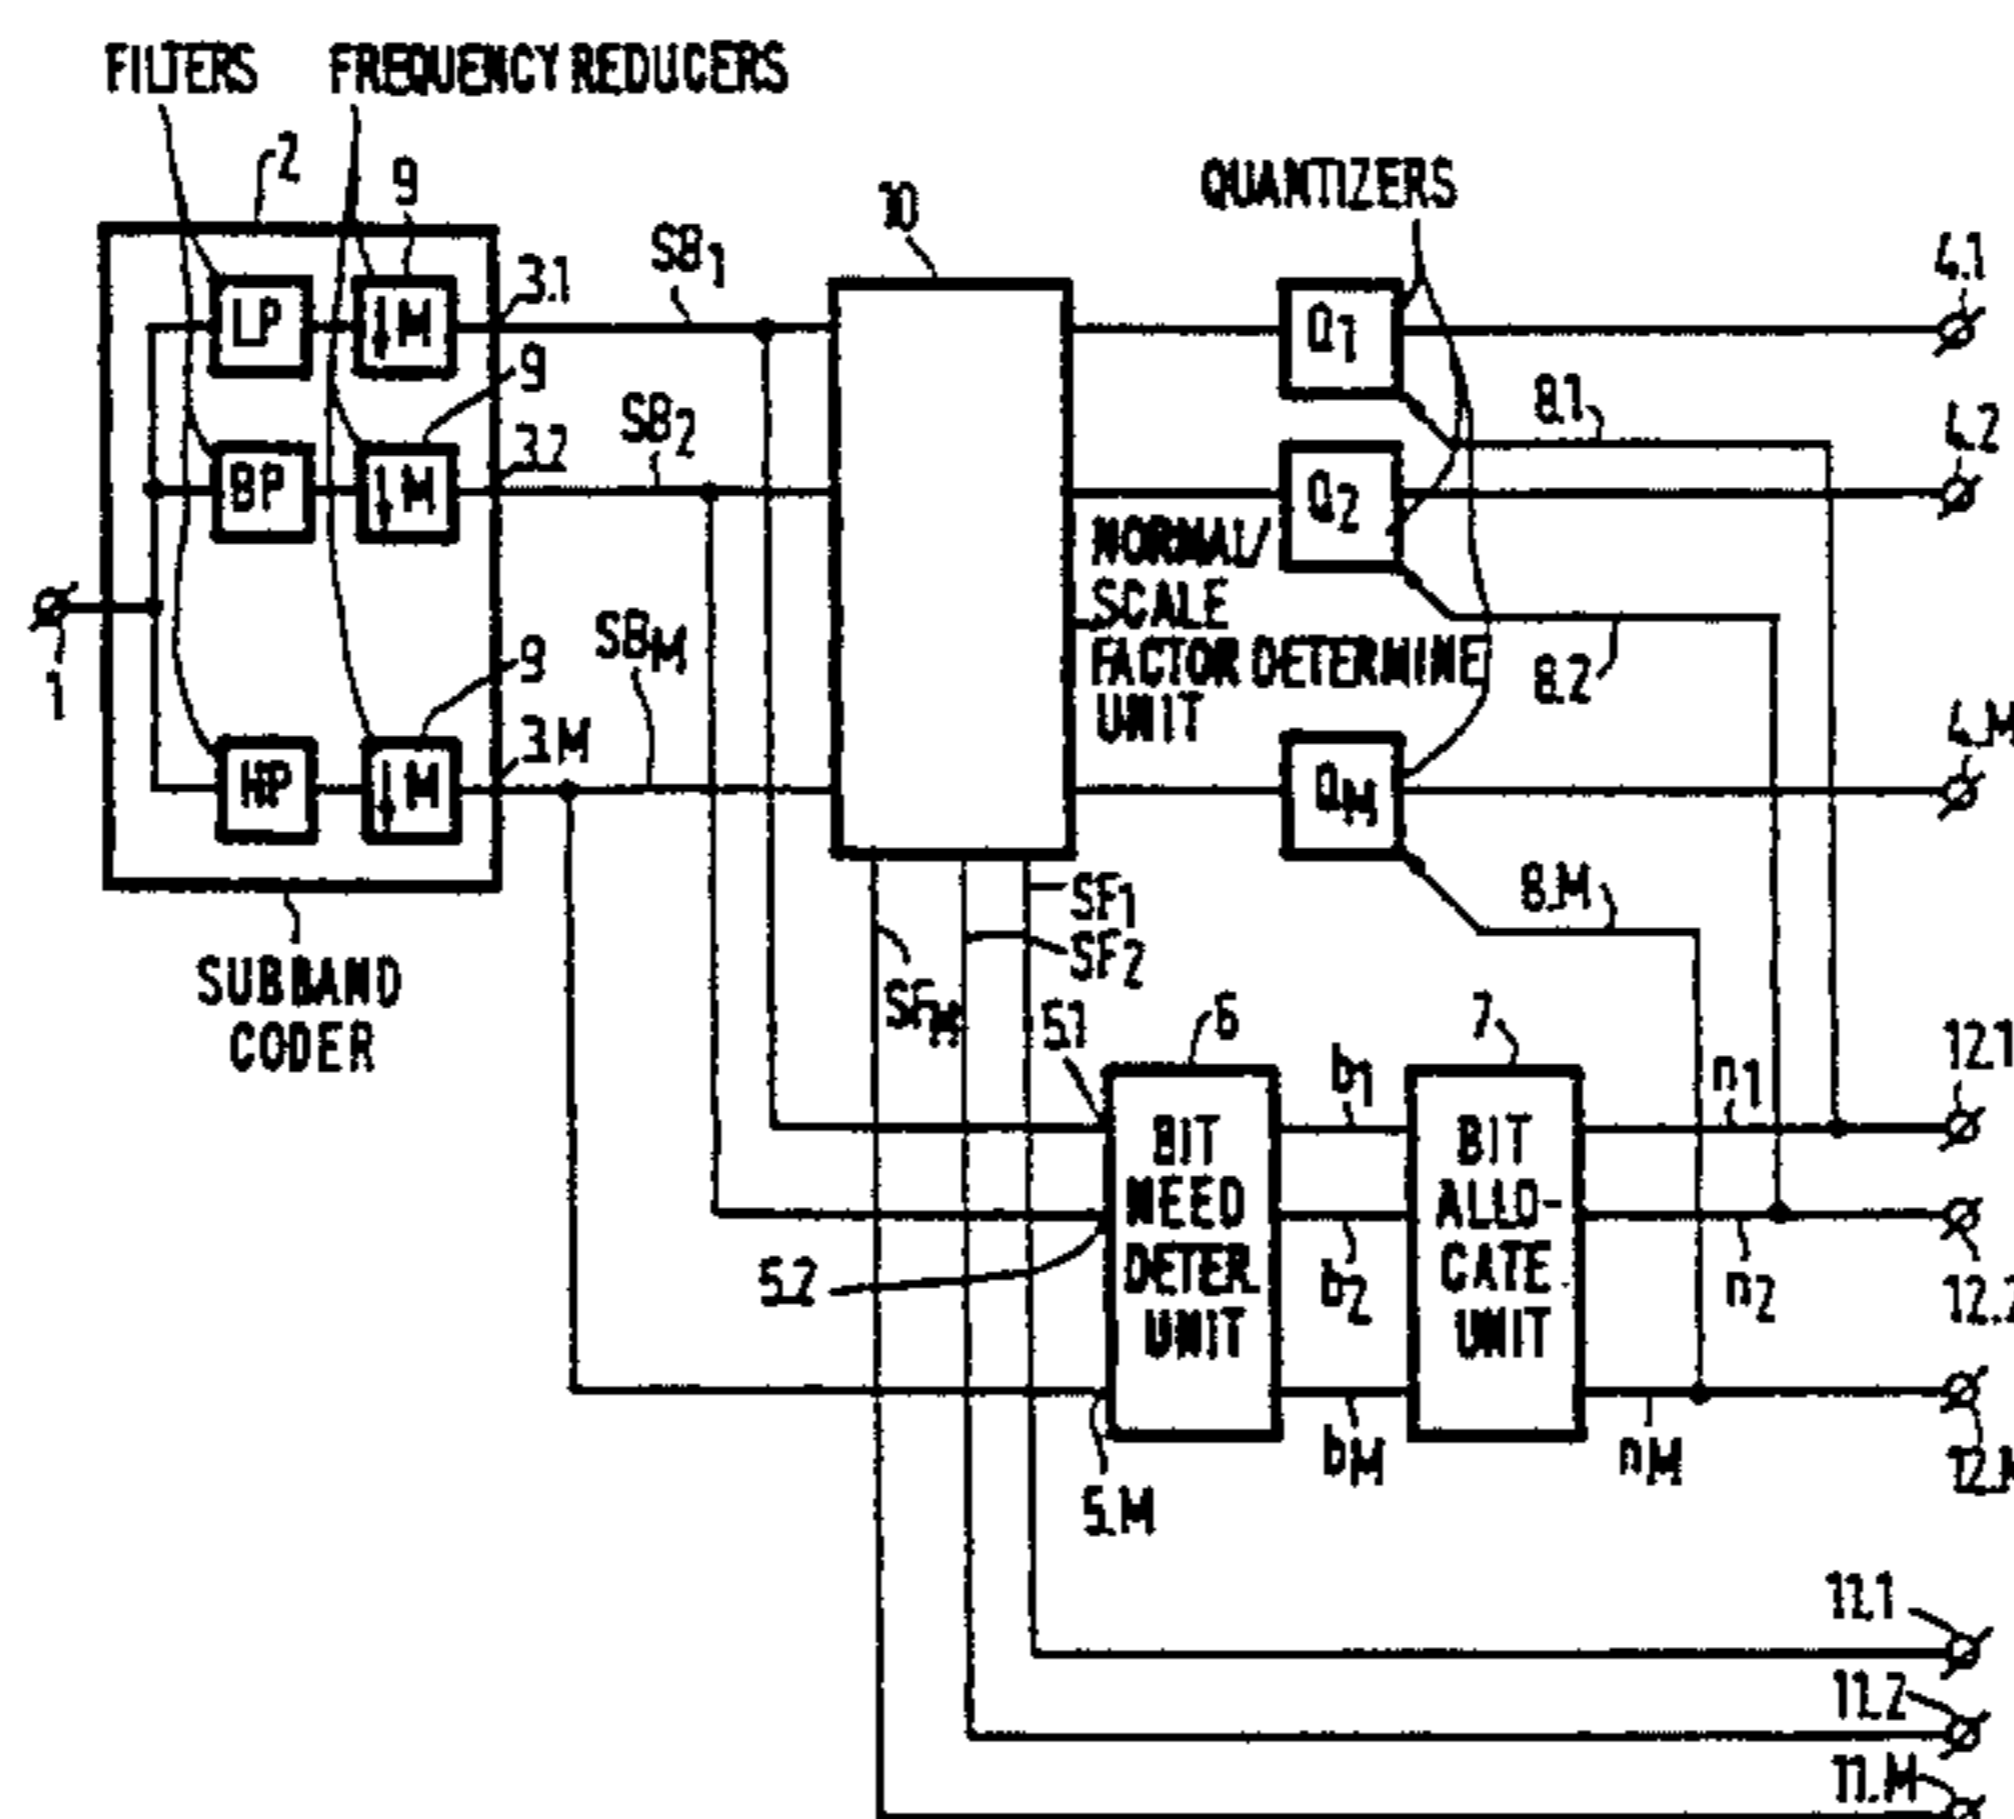 FILTERS
FREQUENCY REDUCERS
2
9
SB1
10
QUANTIZERS
3.1
4.1
LP
↓M
Q1
9
8.1
SB2
3.2
4.2
BP
↓M
Q2
NORMAL/
SCALE
FACTOR DETERMINE
UNIT
1
SBM
9
8.2
3.M
4.M
HP
↓M
QM
8.M
SF1
SF2
SFM
SUBBAND
CODER
5.1
6
7
b1
n1
12.1
BIT
NEED
DETER.
UNIT
BIT
ALLO-
CATE
UNIT
5.2
b2
n2
12.2
bM
nM
5.M
11.1
11.2
11.M